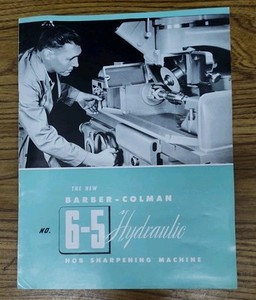 THE NEW
BARBER-COLMAN
NO. 6-5 Hydraulic
HOB SHARPENING MACHINE